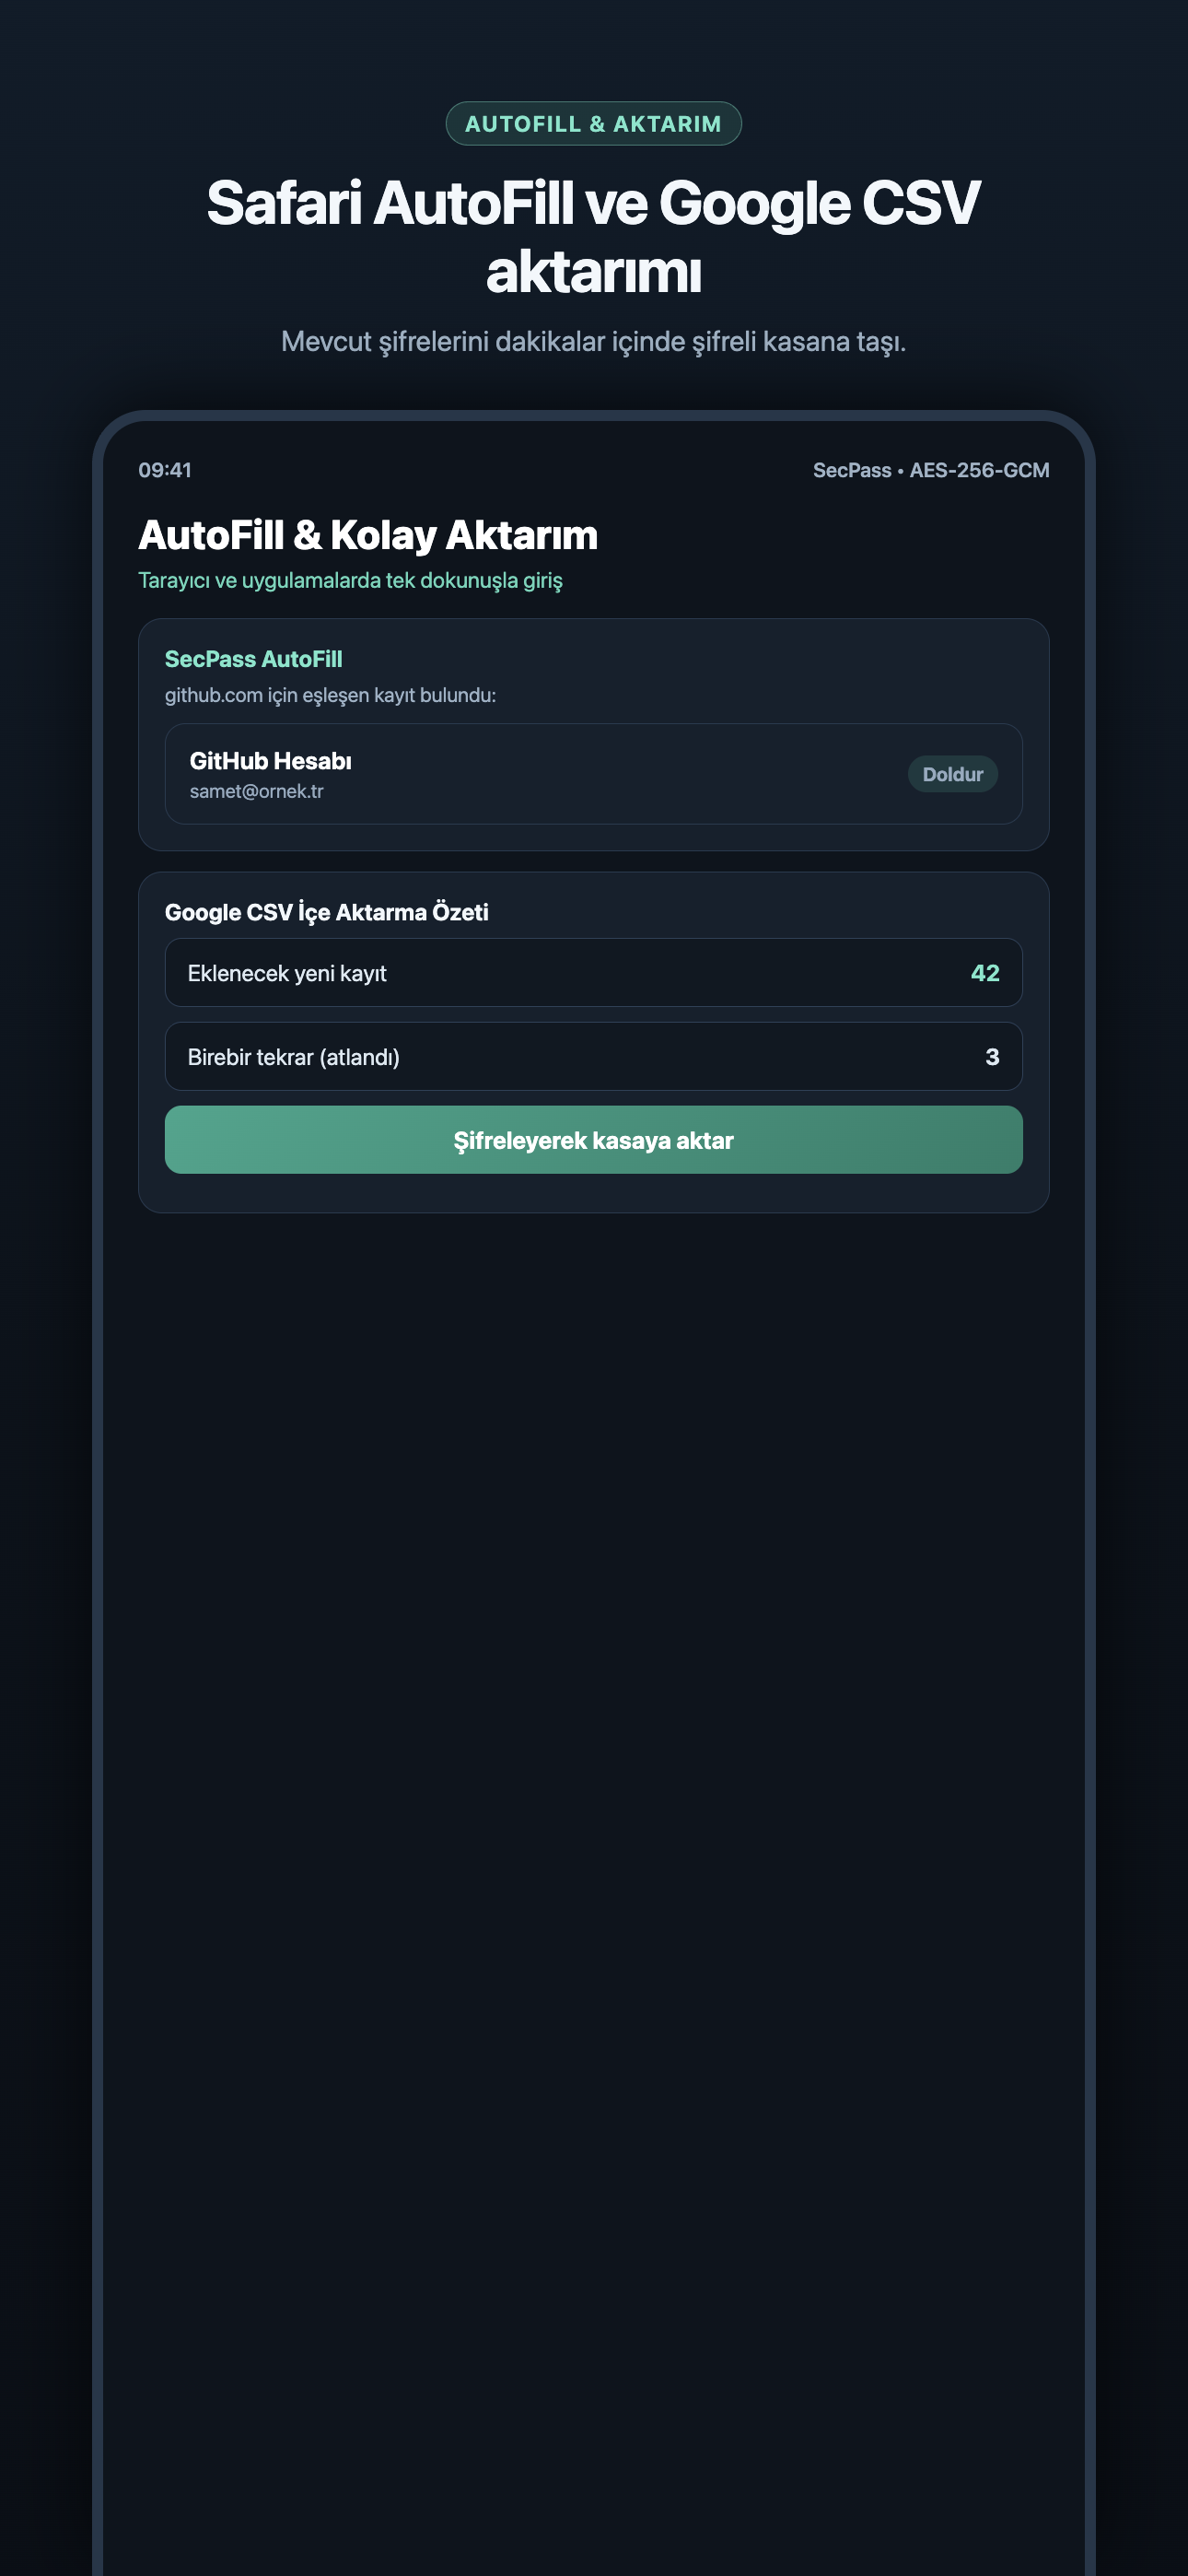 AUTOFILL & AKTARIM
Safari AutoFill ve Google CSV
aktarımı
Mevcut şifrelerini dakikalar içinde şifreli kasana taşı.
09:41
SecPass • AES-256-GCM
AutoFill & Kolay Aktarım
Tarayıcı ve uygulamalarda tek dokunuşla giriş
SecPass AutoFill
github.com için eşleşen kayıt bulundu:
GitHub Hesabı
samet@ornek.tr
Doldur
Google CSV İçe Aktarma Özeti
Eklenecek yeni kayıt
42
Birebir tekrar (atlandı)
3
Şifreleyerek kasaya aktar